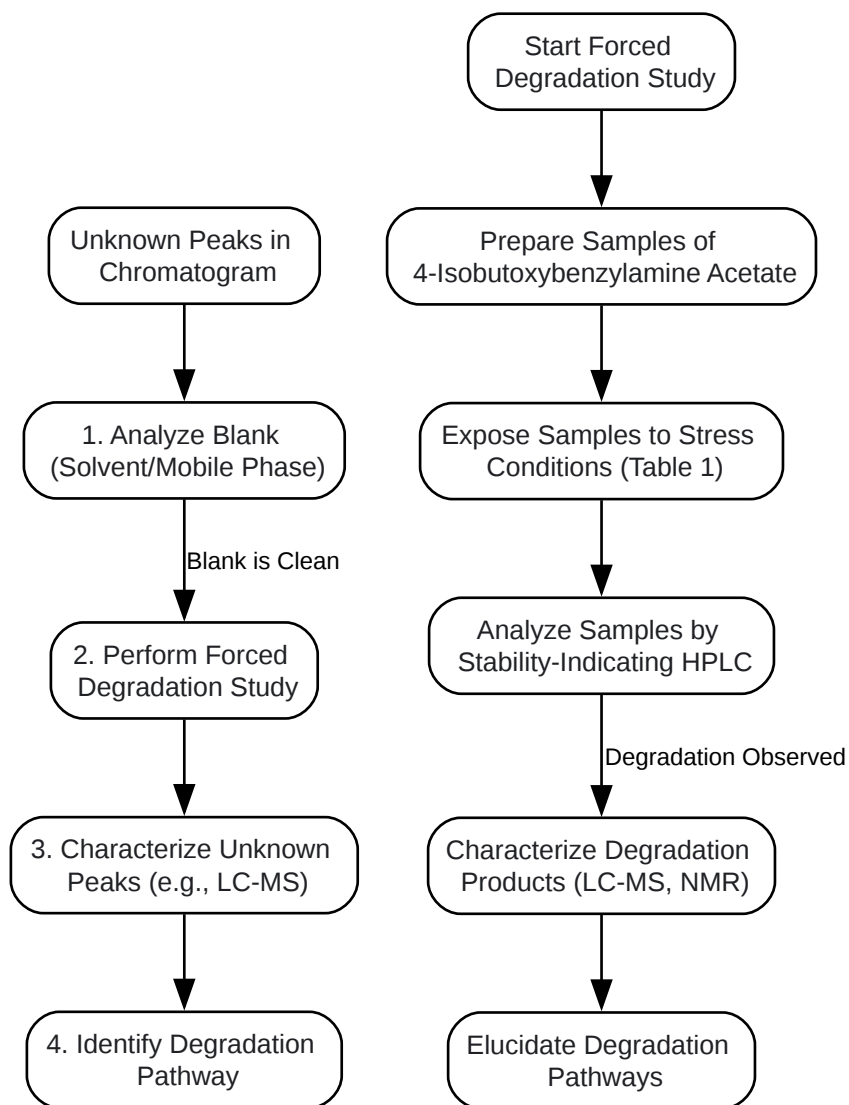 Unknown Peaks in
Chromatogram
1. Analyze Blank
(Solvent/Mobile Phase)
Blank is Clean
2. Perform Forced
Degradation Study
3. Characterize Unknown
Peaks (e.g., LC-MS)
4. Identify Degradation
Pathway
Start Forced
Degradation Study
Prepare Samples of
4-Isobutoxybenzylamine Acetate
Expose Samples to Stress
Conditions (Table 1)
Analyze Samples by
Stability-Indicating HPLC
Degradation Observed
Characterize Degradation
Products (LC-MS, NMR)
Elucidate Degradation
Pathways